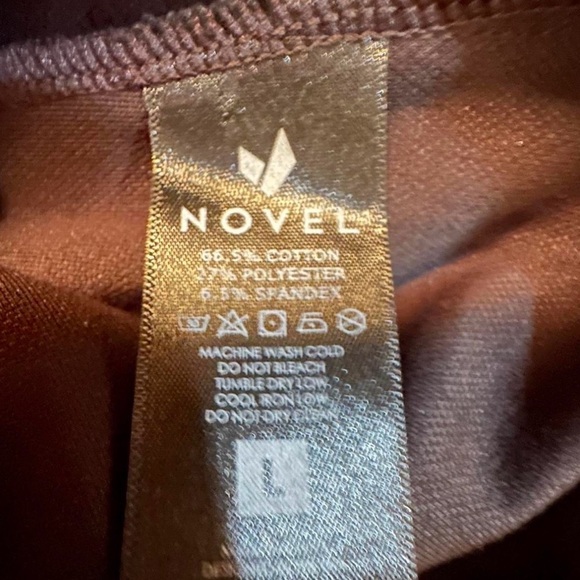 NOVEL
66.5% COTTON
27% POLYESTER
6.5% SPANDEX
30
MACHINE WASH COLD
DO NOT BLEACH
TUMBLE DRY LOW
COOL IRON LOW
DO NOT DRY CLEAN
L